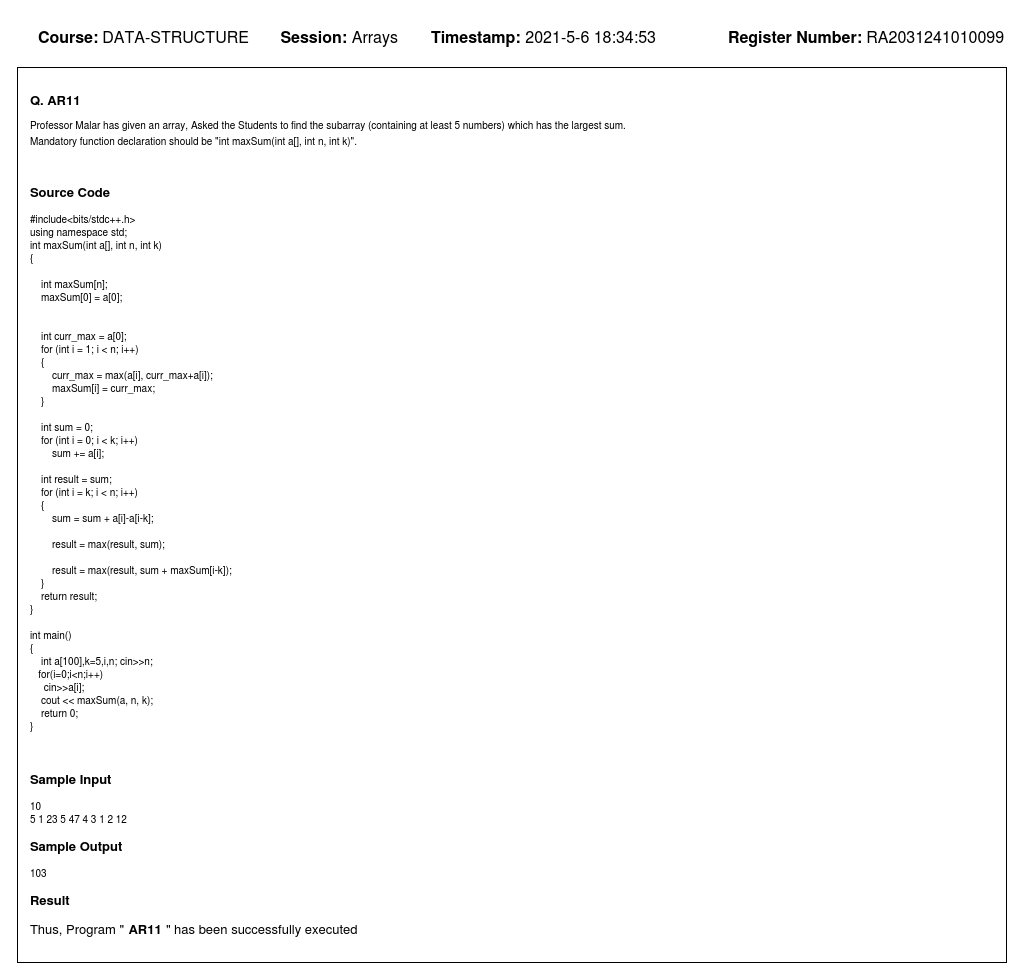 Course: DATA-STRUCTURE Session: Arrays Timestamp: 2021-5-6 18:34:53 Register Number: RA2031241010099
Q. AR11
Professor Malar has given an array, Asked the Students to find the subarray (containing at least 5 numbers) which has the largest sum.
Mandatory function declaration should be "int maxSum(int a[], int n, int k)".
Source Code
#include<bits/stdc++.h>
using namespace std;
int maxSum(int a[], int n, int k)
{
int maxSum[n];
maxSum[0] = a[0];
int curr_max = a[0];
for (int i = 1; i < n; i++)
{
curr_max = max(a[i], curr_max+a[i]);
maxSum[i] = curr_max;
}
int sum = 0;
for (int i = 0; i < k; i++)
sum += a[i];
int result = sum;
for (int i = k; i < n; i++)
{
sum = sum + a[i]-a[i-k];
result = max(result, sum);
result = max(result, sum + maxSum[i-k]);
}
return result;
}
int main()
{
int a[100],k=5,i,n; cin>>n;
for(i=0;i<n;i++)
cin>>a[i];
cout << maxSum(a, n, k);
return 0;
}
Sample Input
10
5 1 23 5 47 4 3 1 2 12
Sample Output
103
Result
Thus, Program " AR11 " has been successfully executed